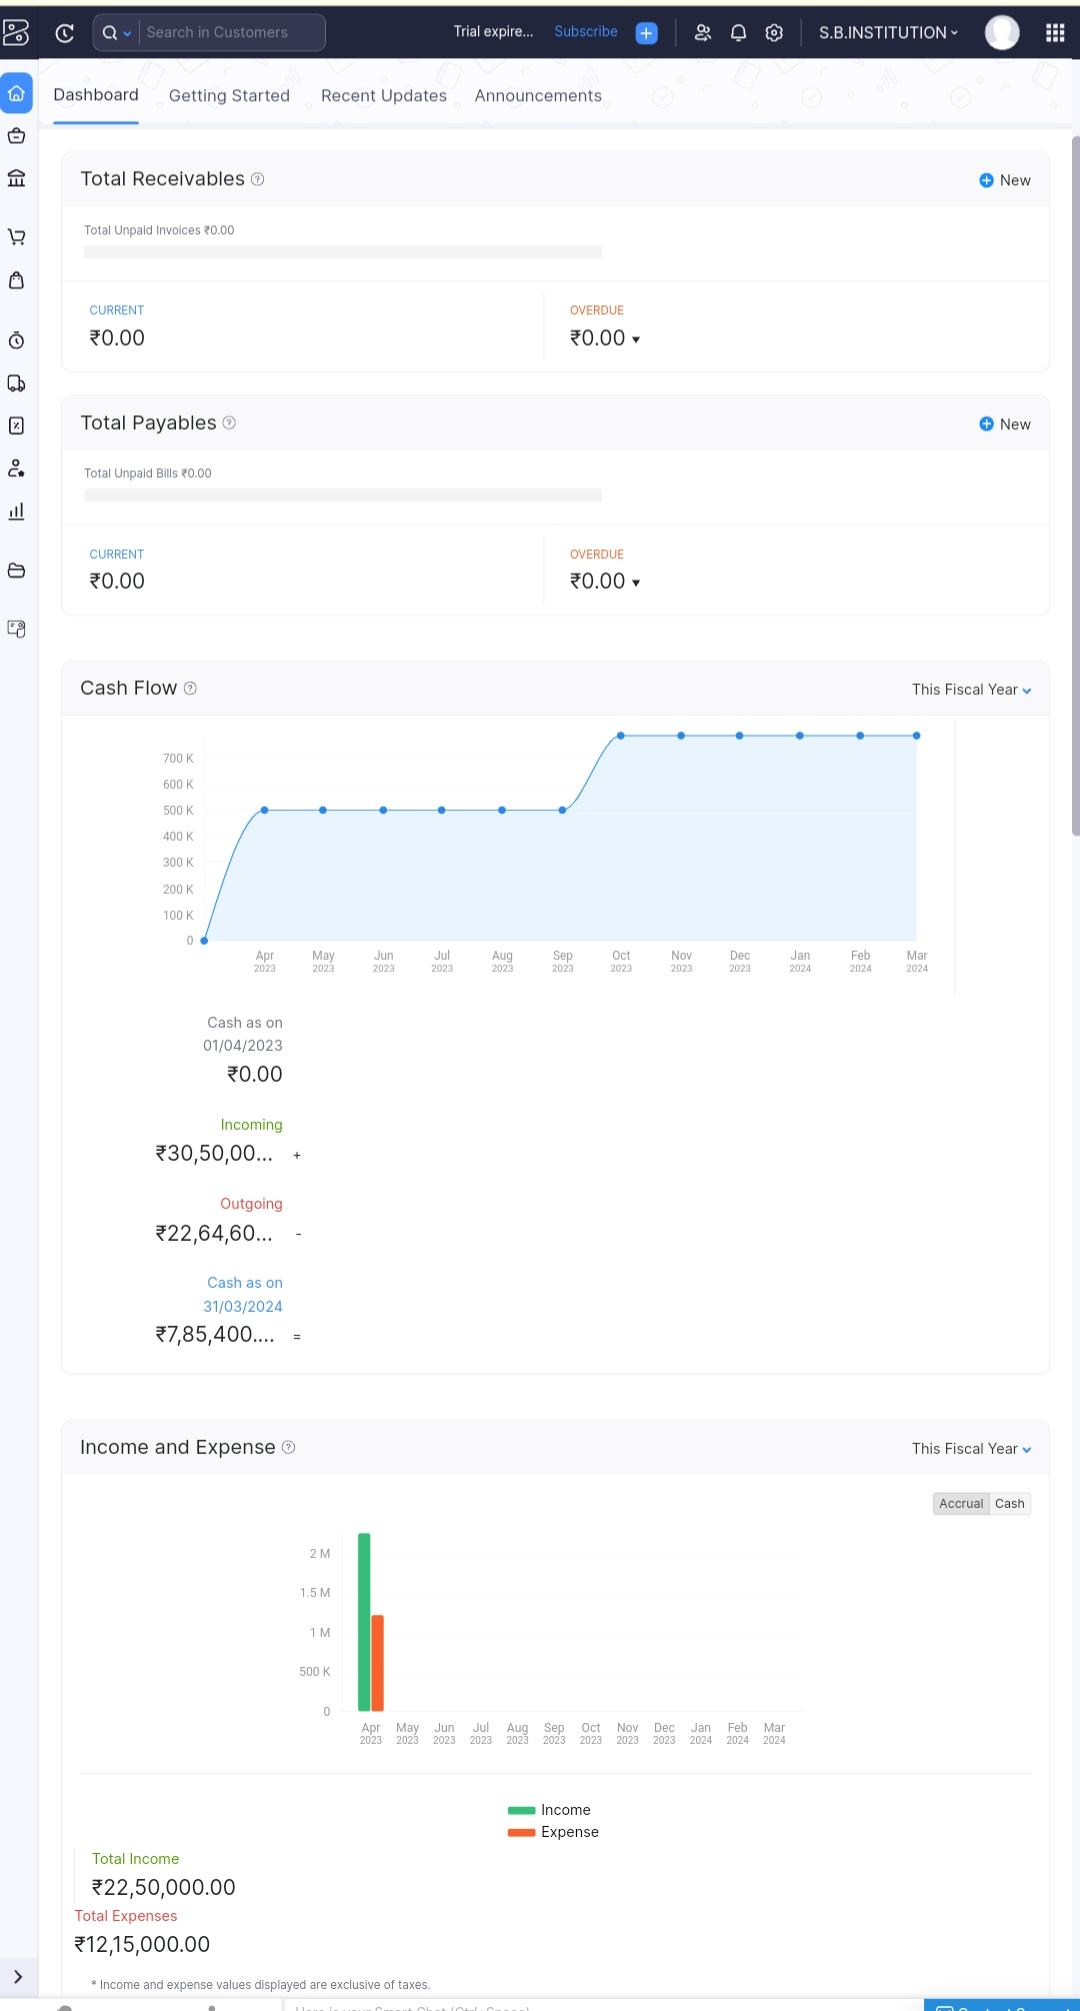 Search in Customers
Trial expire... Subscribe
S.B.INSTITUTION
Dashboard Getting Started Recent Updates Announcements
Total Receivables
New
Total Unpaid Invoices ₹0.00
CURRENT OVERDUE
₹0.00 ₹0.00
Total Payables
New
Total Unpaid Bills ₹0.00
CURRENT OVERDUE
₹0.00 ₹0.00
Cash Flow
This Fiscal Year
700 K
600 K
500 K
400 K
300 K
200 K
100 K
0
Apr May Jun Jul Aug Sep Oct Nov Dec Jan Feb Mar
2023 2023 2023 2023 2023 2023 2023 2023 2023 2024 2024 2024
Cash as on
01/04/2023
₹0.00
Incoming
₹30,50,00... +
Outgoing
₹22,64,60... -
Cash as on
31/03/2024
₹7,85,400.... =
Income and Expense
This Fiscal Year
Accrual Cash
2 M
1.5 M
1 M
500 K
0
Apr May Jun Jul Aug Sep Oct Nov Dec Jan Feb Mar
2023 2023 2023 2023 2023 2023 2023 2023 2023 2024 2024 2024
Income
Expense
Total Income
₹22,50,000.00
Total Expenses
₹12,15,000.00
* Income and expense values displayed are exclusive of taxes.